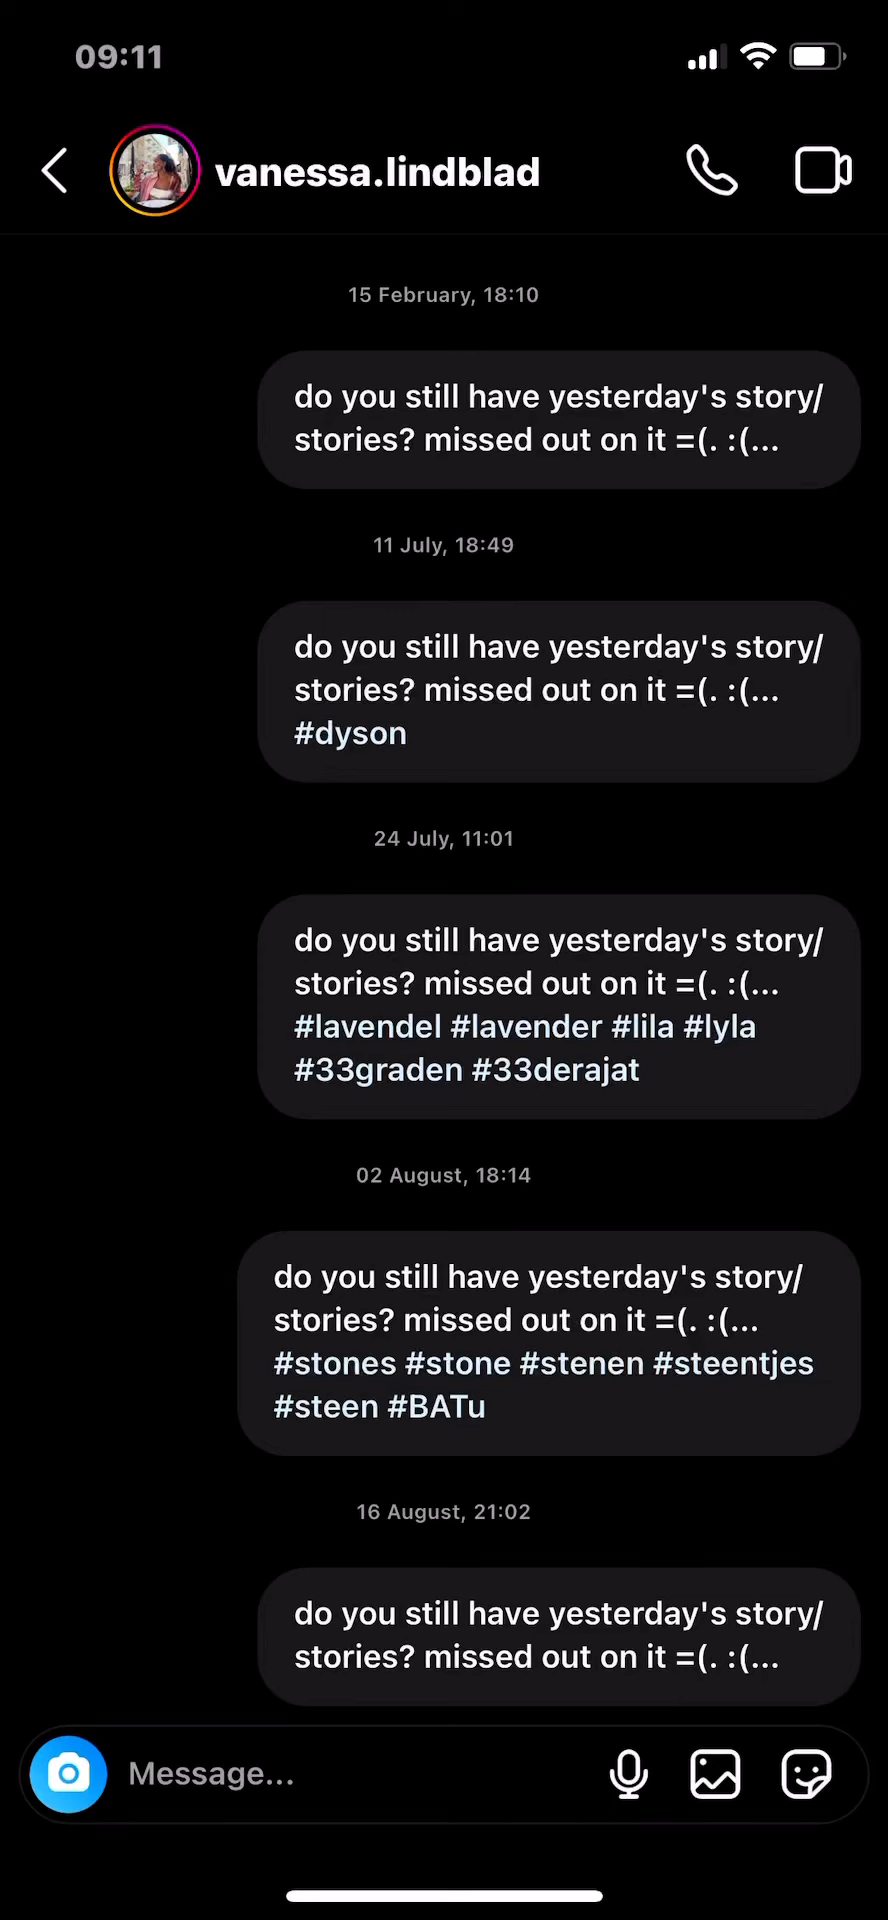 09:11
vanessa.lindblad
15 February, 18:10
do you still have yesterday's story/
stories? missed out on it =(. :(...
11 July, 18:49
do you still have yesterday's story/
stories? missed out on it =(. :(...
#dyson
24 July, 11:01
do you still have yesterday's story/
stories? missed out on it =(. :(...
#lavendel #lavender #lila #lyla
#33graden #33derajat
02 August, 18:14
do you still have yesterday's story/
stories? missed out on it =(. :(...
#stones #stone #stenen #steentjes
#steen #BATu
16 August, 21:02
do you still have yesterday's story/
stories? missed out on it =(. :(...
Message...